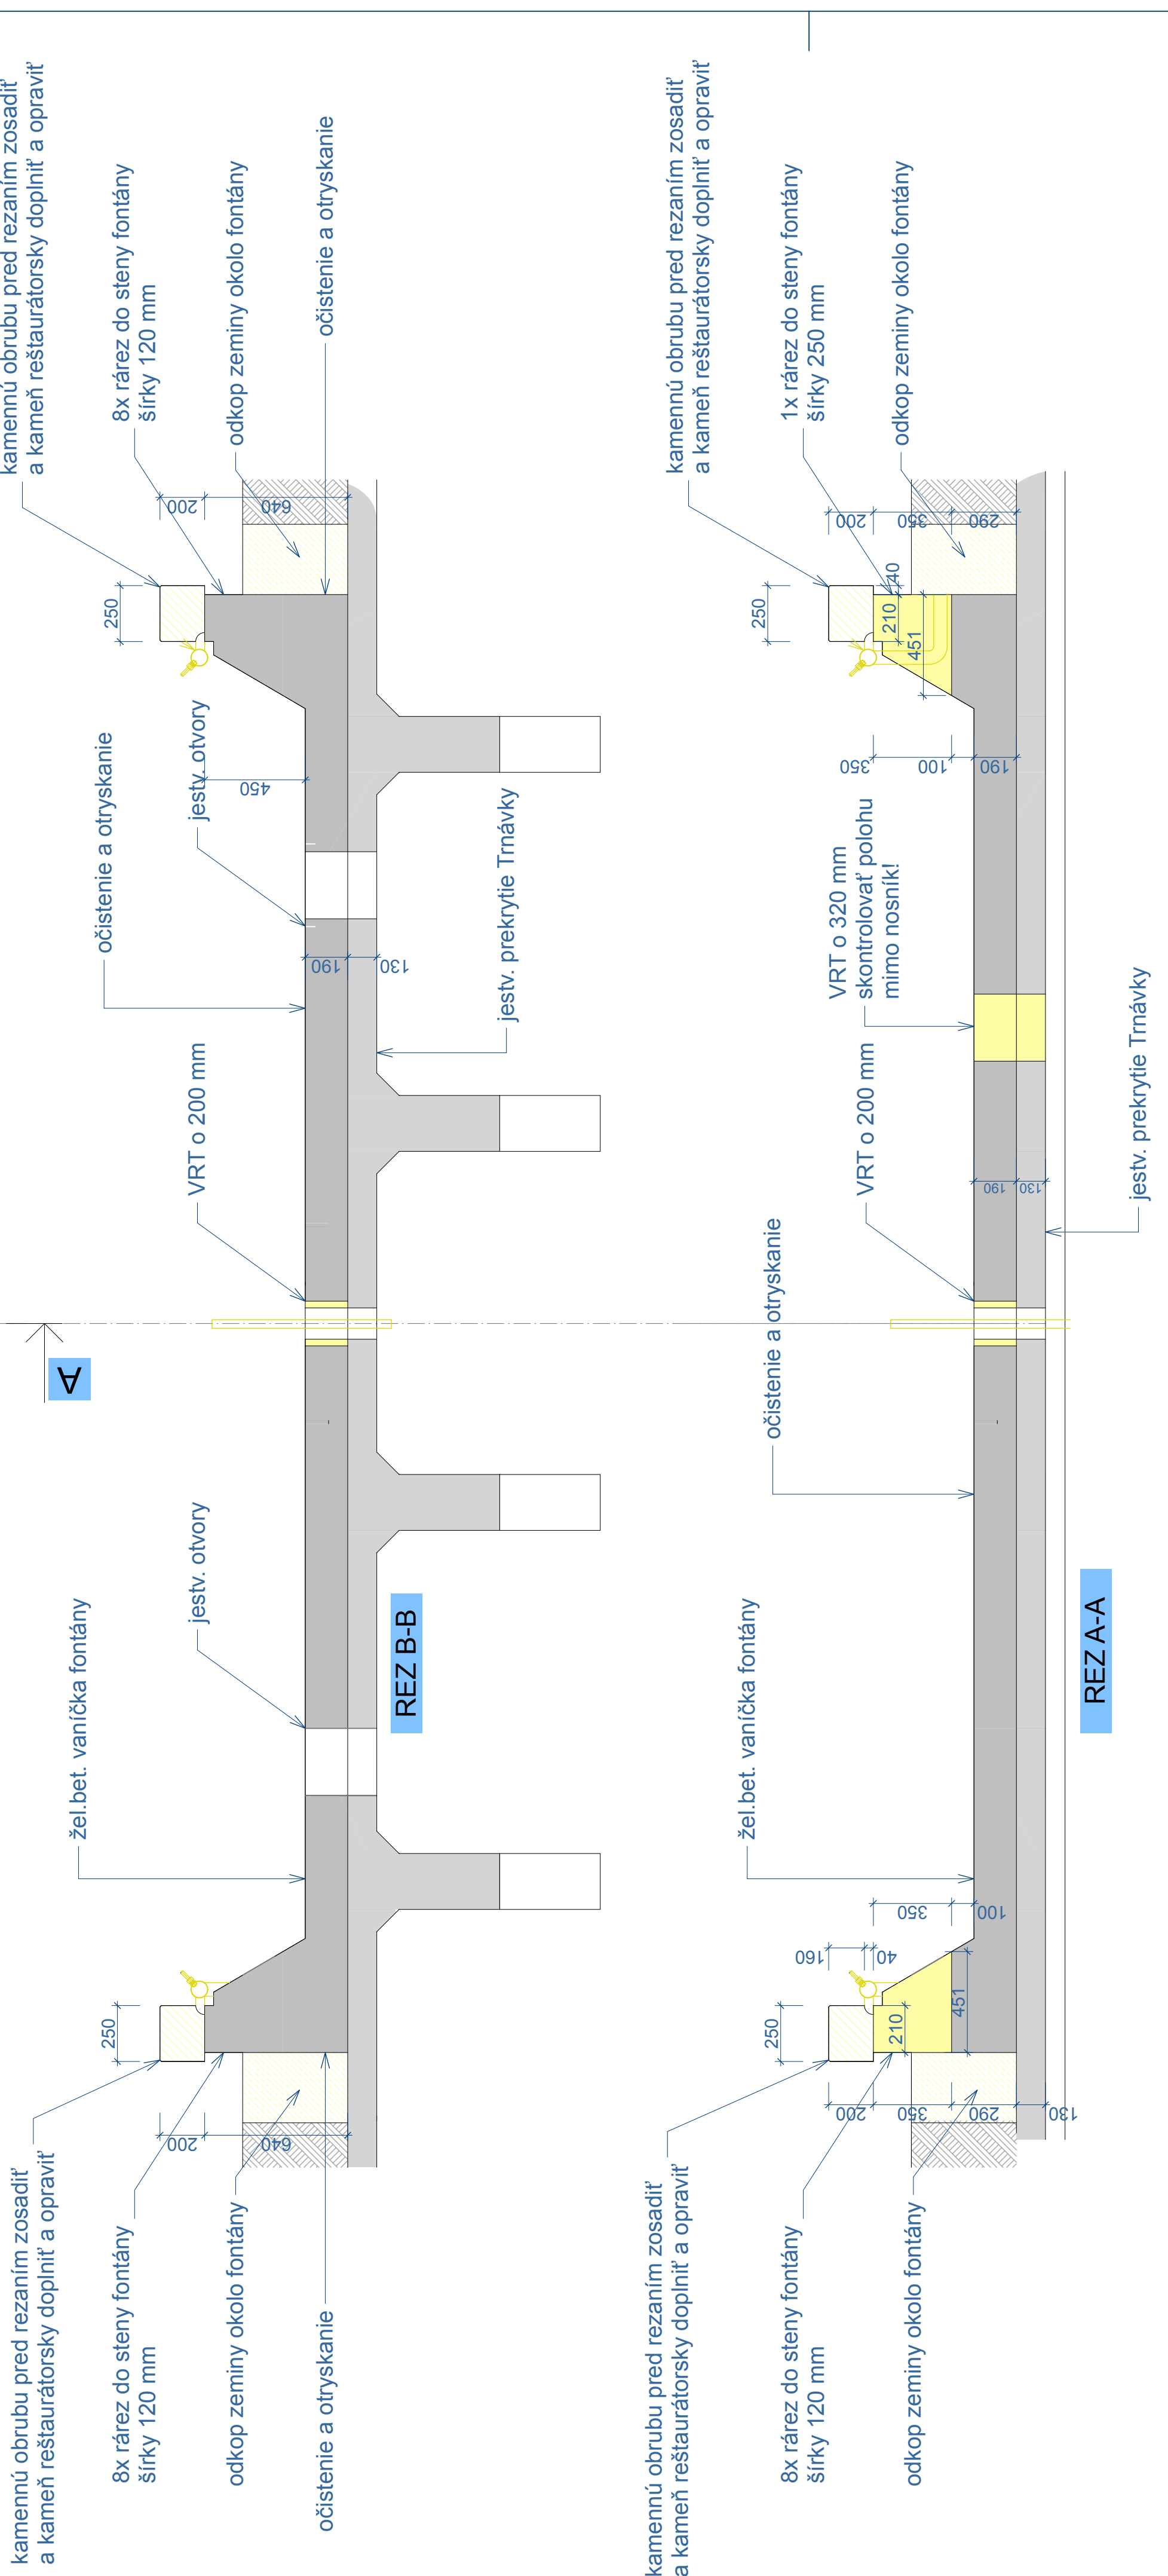 kamennú obrubu pred rezaním zosadiť
a kameň reštaurátorsky doplniť a opraviť
8x rárez do steny fontány
šírky 120 mm
odkop zeminy okolo fontány
očistenie a otryskanie
250
200
640
žel.bet. vaníčka fontány
jestv. otvory
REZ B-B
A
VRT o 200 mm
očistenie a otryskanie
jestv. otvory
450
190
130
jestv. prekrytie Trnávky
kamennú obrubu pred rezaním zosadiť
a kameň reštaurátorsky doplniť a opraviť
8x rárez do steny fontány
šírky 120 mm
odkop zeminy okolo fontány
očistenie a otryskanie
250
200
640
kamennú obrubu pred rezaním zosadiť
a kameň reštaurátorsky doplniť a opraviť
8x rárez do steny fontány
šírky 120 mm
odkop zeminy okolo fontány
250
200
350
290
130
210
451
160
40
350
100
žel.bet. vaníčka fontány
REZ A-A
očistenie a otryskanie
VRT o 200 mm
190
130
VRT o 320 mm
skontrolovať polohu
mimo nosník!
jestv. prekrytie Trnávky
350
100
190
250
210
40
451
200
350
290
kamennú obrubu pred rezaním zosadiť
a kameň reštaurátorsky doplniť a opraviť
1x rárez do steny fontány
šírky 250 mm
odkop zeminy okolo fontány